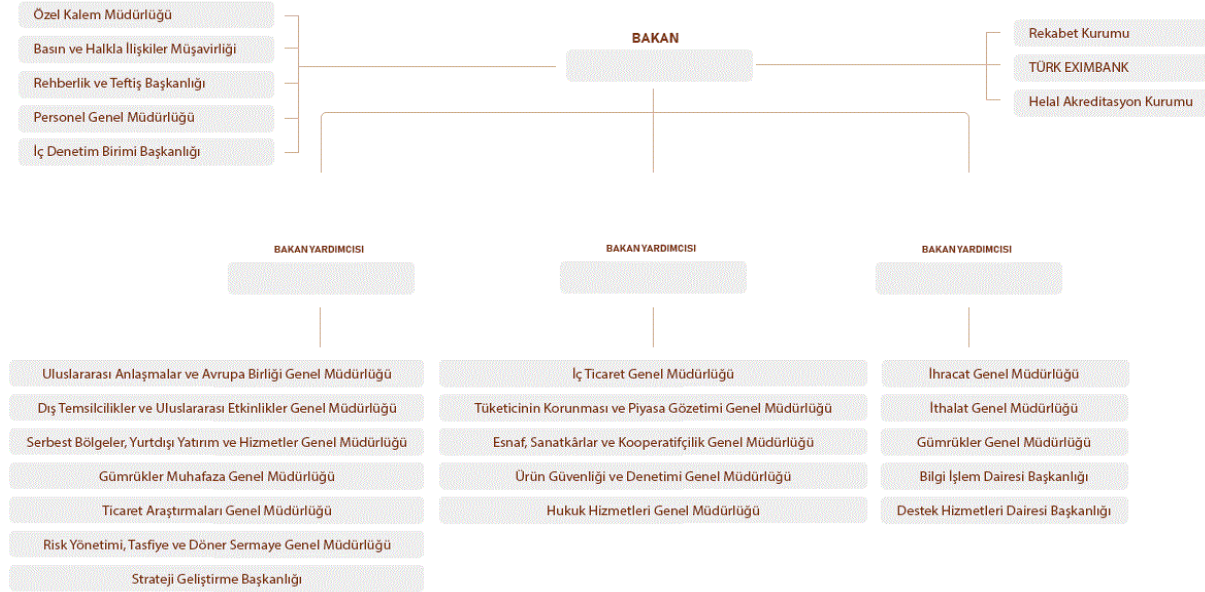 Özel Kalem Müdürlüğü
Basın ve Halkla İlişkiler Müşavirliği
Rehberlik ve Teftiş Başkanlığı
Personel Genel Müdürlüğü
İç Denetim Birimi Başkanlığı
BAKAN
Rekabet Kurumu
TÜRK EXIMBANK
Helal Akreditasyon Kurumu
BAKAN YARDIMCISI
Uluslararası Anlaşmalar ve Avrupa Birliği Genel Müdürlüğü
Dış Temsilcilikler ve Uluslararası Etkinlikler Genel Müdürlüğü
Serbest Bölgeler, Yurtdışı Yatırım ve Hizmetler Genel Müdürlüğü
Gümrükler Muhafaza Genel Müdürlüğü
Ticaret Araştırmaları Genel Müdürlüğü
Risk Yönetimi, Tasfiye ve Döner Sermaye Genel Müdürlüğü
Strateji Geliştirme Başkanlığı
BAKAN YARDIMCISI
İç Ticaret Genel Müdürlüğü
Tüketicinin Korunması ve Piyasa Gözetimi Genel Müdürlüğü
Esnaf, Sanatkârlar ve Kooperatifçilik Genel Müdürlüğü
Ürün Güvenliği ve Denetimi Genel Müdürlüğü
Hukuk Hizmetleri Genel Müdürlüğü
BAKAN YARDIMCISI
İhracat Genel Müdürlüğü
İthalat Genel Müdürlüğü
Gümrükler Genel Müdürlüğü
Bilgi İşlem Dairesi Başkanlığı
Destek Hizmetleri Dairesi Başkanlığı